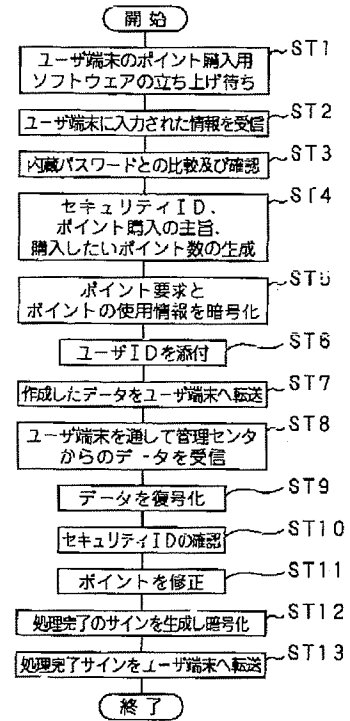 開 始
ユーザ端末のポイント購入用
ソフトウェアの立ち上げ待ち
ST1
ユーザ端末に入力された情報を受信
ST2
内蔵パスワードとの比較及び確認
ST3
セキュリティID、
ポイント購入の主旨、
購入したいポイント数の生成
ST4
ポイント要求と
ポイントの使用情報を暗号化
ST5
ユーザIDを添付
ST6
作成したデータをユーザ端末へ転送
ST7
ユーザ端末を通して管理センタ
からのデータを受信
ST8
データを復号化
ST9
セキュリティIDの確認
ST10
ポイントを修正
ST11
処理完了のサインを生成し暗号化
ST12
処理完了サインをユーザ端末へ転送
ST13
終 了